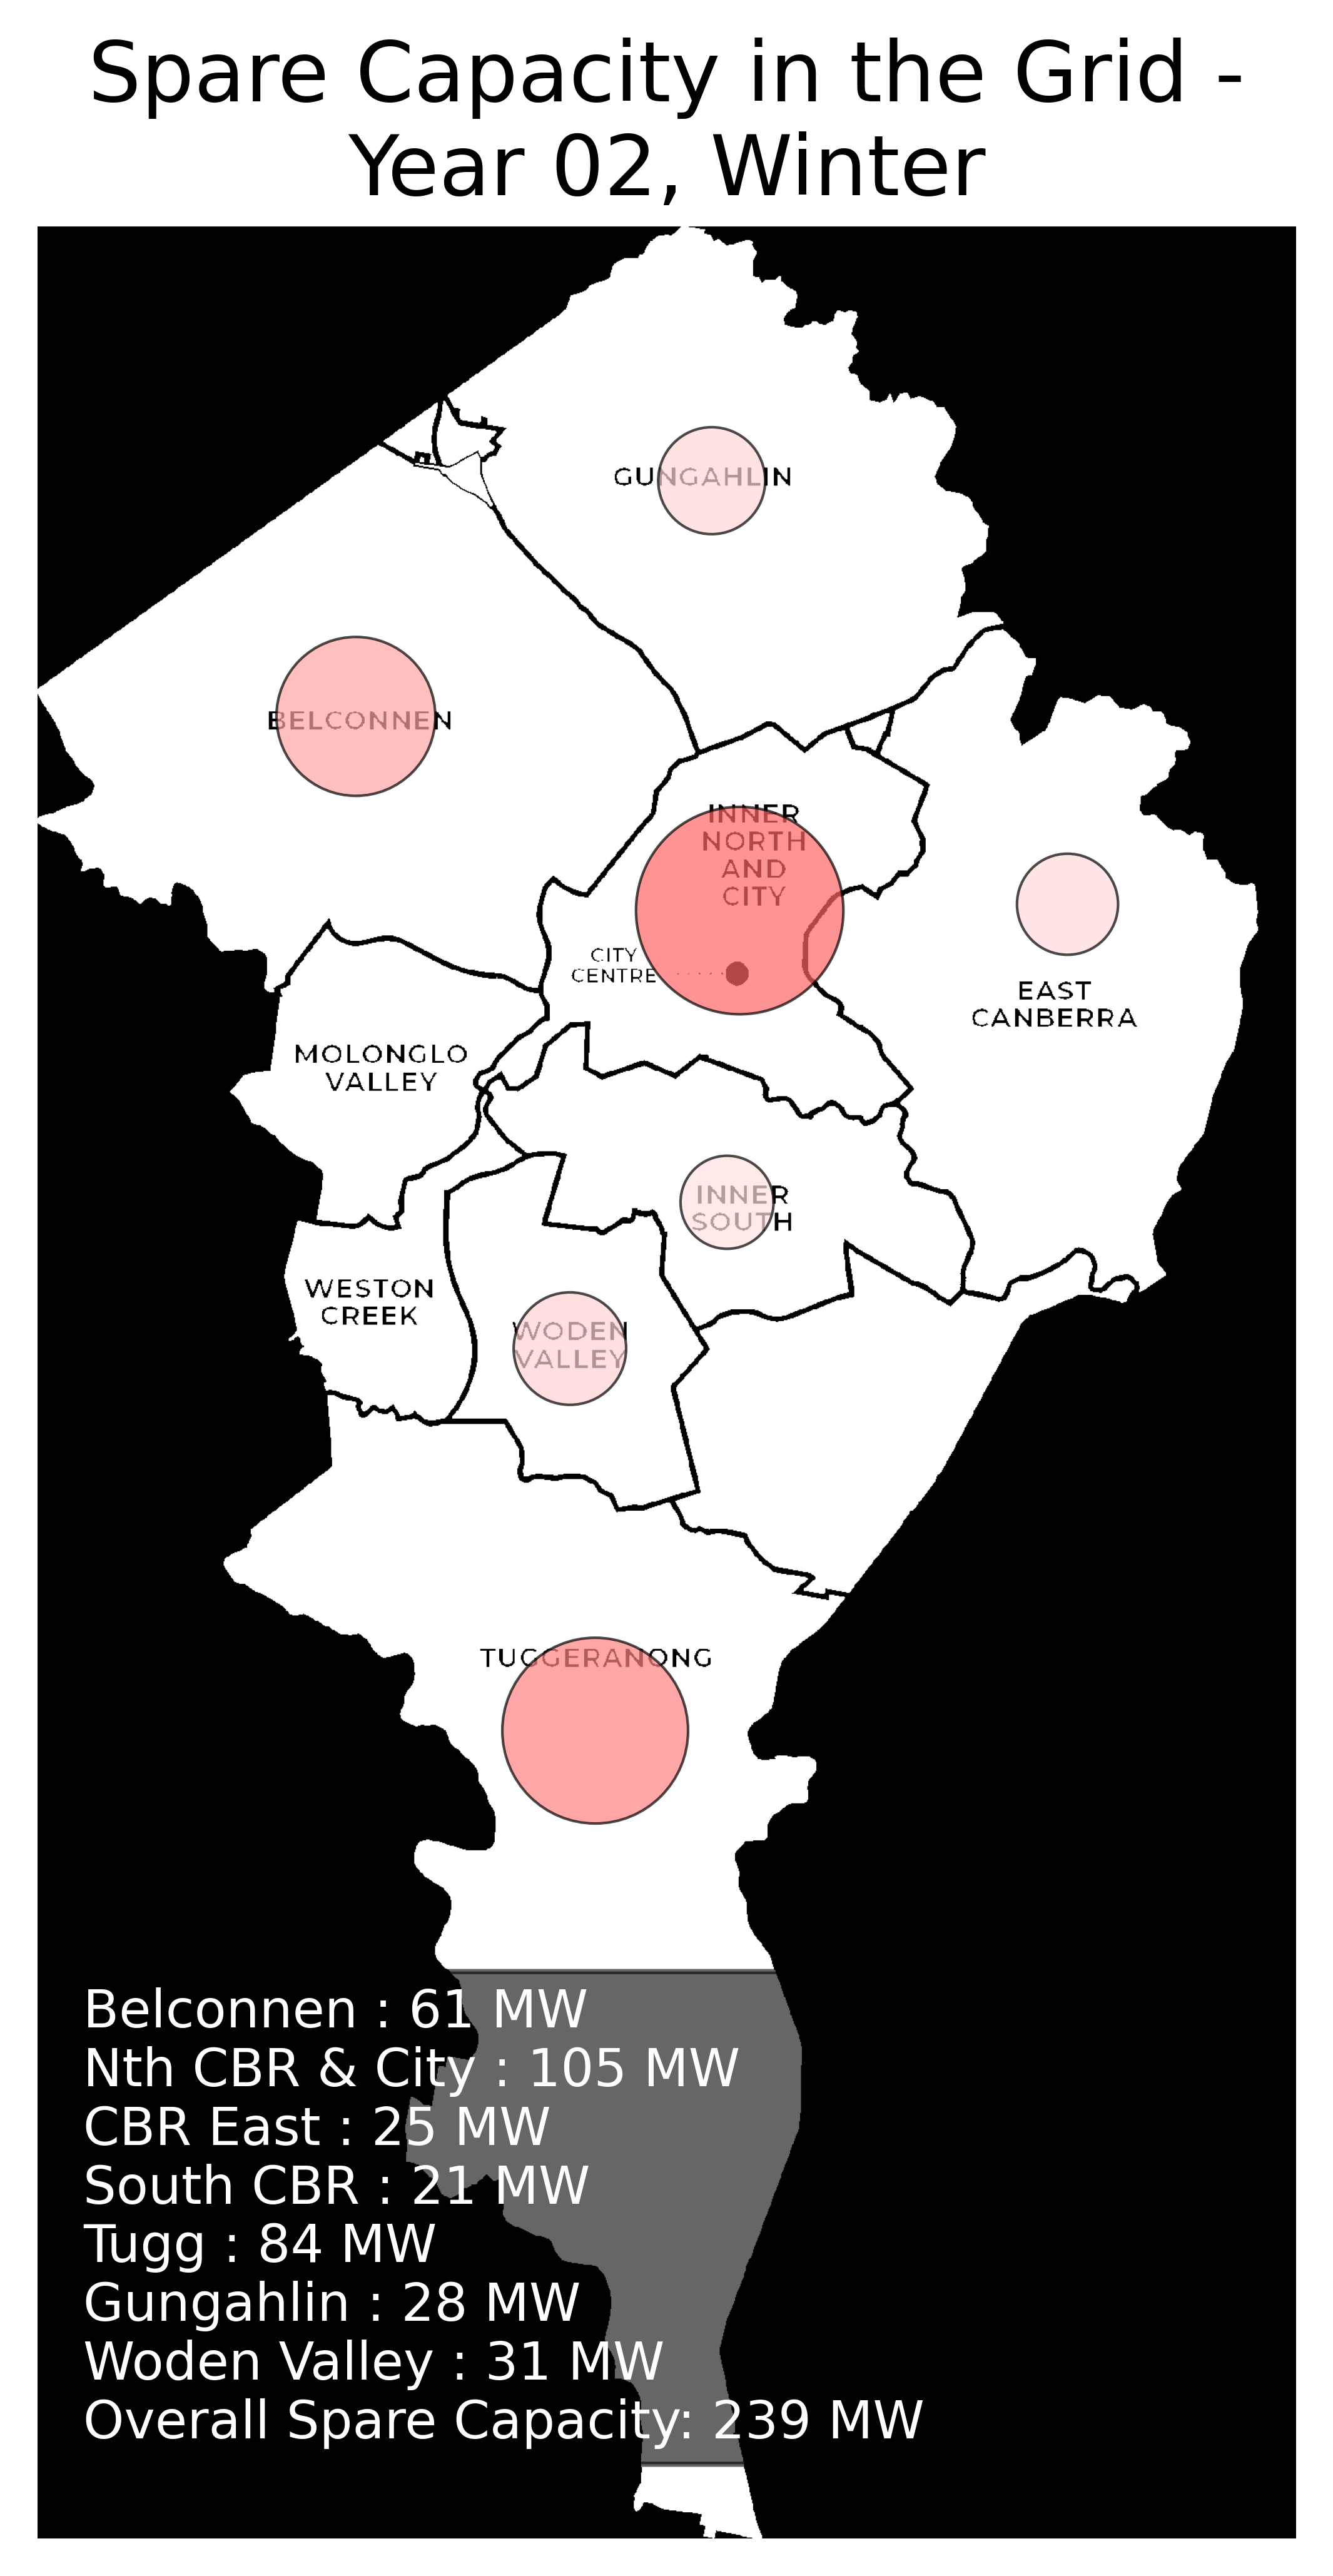 Spare Capacity in the Grid -
Year 02, Winter
GUNGAHLIN
BELCONNEN
INNER
NORTH
AND
CITY
CITY
CENTRE
EAST
CANBERRA
MOLONGLO
VALLEY
INNER
SOUTH
WESTON
CREEK
WODEN
VALLEY
TUGGERANONG
Belconnen : 61 MW
Nth CBR & City : 105 MW
CBR East : 25 MW
South CBR : 21 MW
Tugg : 84 MW
Gungahlin : 28 MW
Woden Valley : 31 MW
Overall Spare Capacity: 239 MW